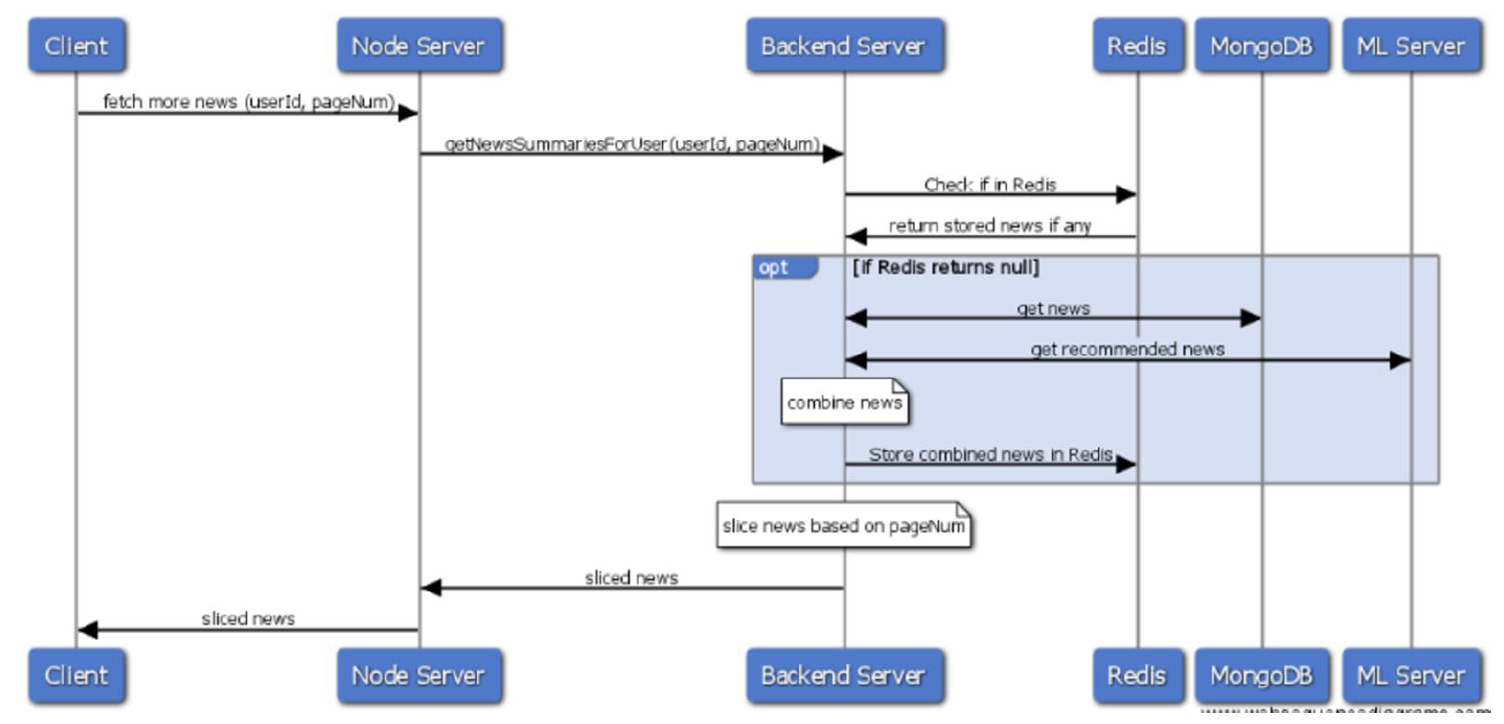 Client
Node Server
Backend Server
Redis
MongoDB
ML Server
fetch more news (userId, pageNum)
getNewsSummariesForUser(userId, pageNum)
Check if in Redis
return stored news if any
opt
[if Redis returns null]
get news
get recommended news
combine news
Store combined news in Redis
slice news based on pageNum
sliced news
sliced news
Client
Node Server
Backend Server
Redis
MongoDB
ML Server